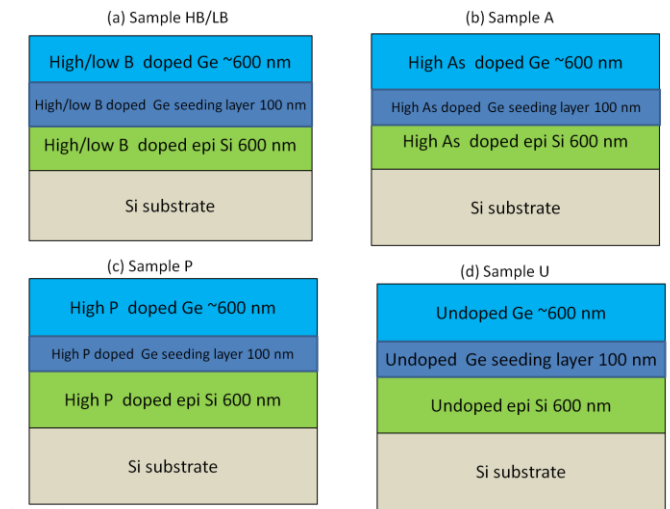 (a) Sample HB/LB
High/low B doped Ge ~600 nm
High/low B doped Ge seeding layer 100 nm
High/low B doped epi Si 600 nm
Si substrate
(b) Sample A
High As doped Ge ~600 nm
High As doped Ge seeding layer 100 nm
High As doped epi Si 600 nm
Si substrate
(c) Sample P
High P doped Ge ~600 nm
High P doped Ge seeding layer 100 nm
High P doped epi Si 600 nm
Si substrate
(d) Sample U
Undoped Ge ~600 nm
Undoped Ge seeding layer 100 nm
Undoped epi Si 600 nm
Si substrate